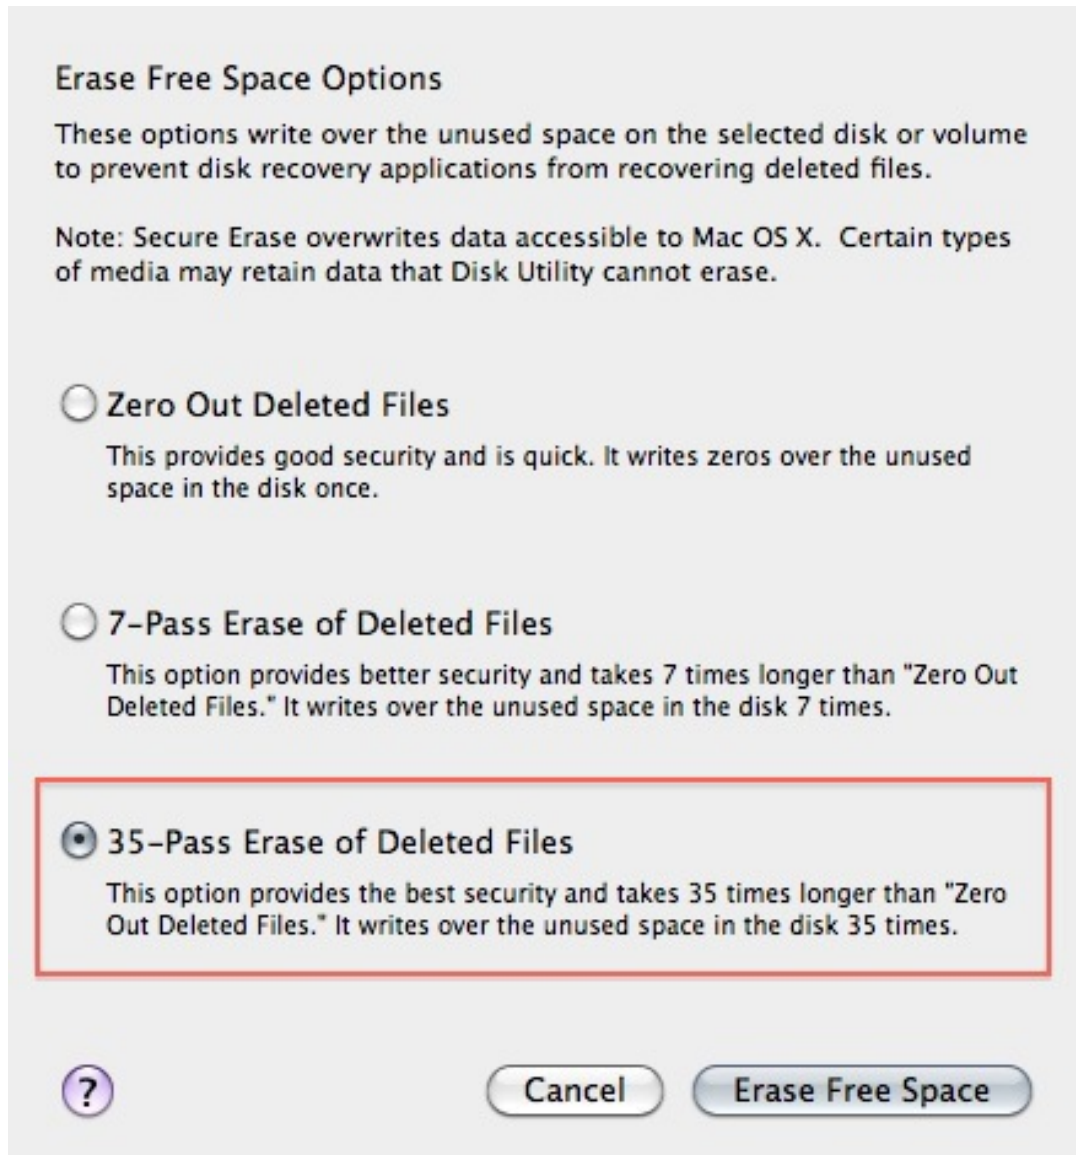 Erase Free Space Options
These options write over the unused space on the selected disk or volume
to prevent disk recovery applications from recovering deleted files.
Note: Secure Erase overwrites data accessible to Mac OS X.  Certain types
of media may retain data that Disk Utility cannot erase.
Zero Out Deleted Files
This provides good security and is quick. It writes zeros over the unused
space in the disk once.
7-Pass Erase of Deleted Files
This option provides better security and takes 7 times longer than "Zero Out
Deleted Files." It writes over the unused space in the disk 7 times.
35-Pass Erase of Deleted Files
This option provides the best security and takes 35 times longer than "Zero
Out Deleted Files." It writes over the unused space in the disk 35 times.
?
Cancel
Erase Free Space